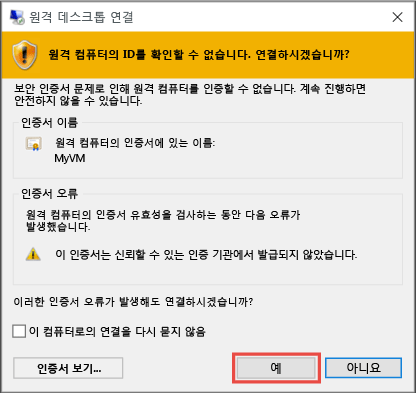 원격 데스크톱 연결
원격 컴퓨터의 ID를 확인할 수 없습니다. 연결하시겠습니까?
보안 인증서 문제로 인해 원격 컴퓨터를 인증할 수 없습니다. 계속 진행하면
안전하지 않을 수 있습니다.
인증서 이름
원격 컴퓨터의 인증서에 있는 이름:
MyVM
인증서 오류
원격 컴퓨터의 인증서 유효성을 검사하는 동안 다음 오류가
발생했습니다.
이 인증서는 신뢰할 수 있는 인증 기관에서 발급되지 않았습니다.
이러한 인증서 오류가 발생해도 연결하시겠습니까?
이 컴퓨터로의 연결을 다시 묻지 않음
인증서 보기...
예
아니요